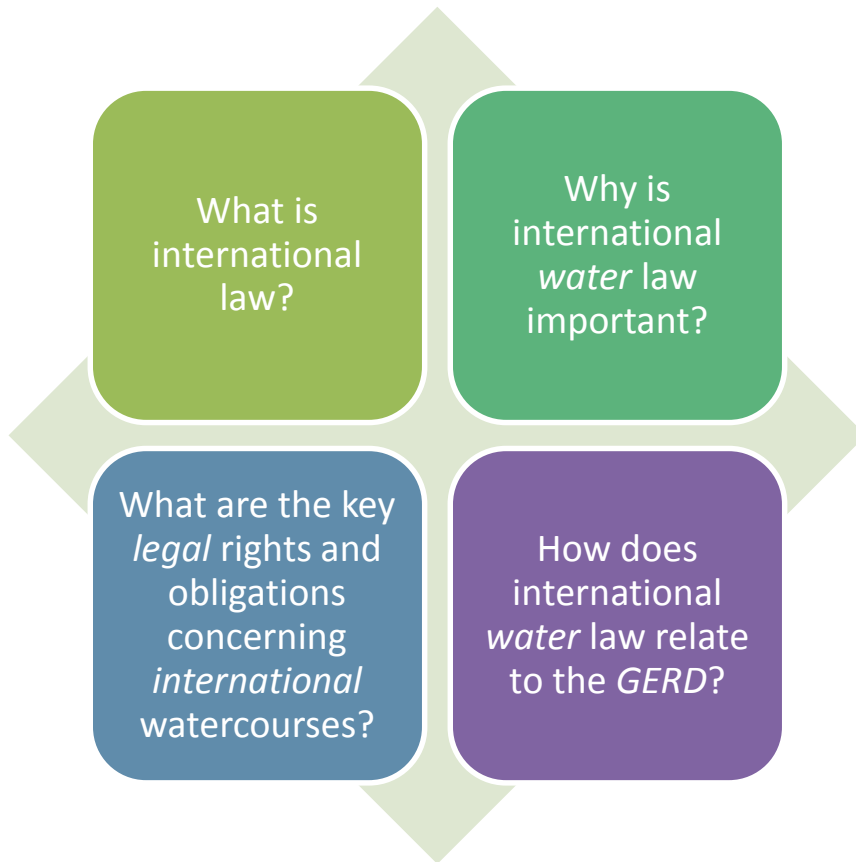 What is
international
law?
Why is
international
water law
important?
What are the key
legal rights and
obligations
concerning
international
watercourses?
How does
international
water law relate
to the GERD?